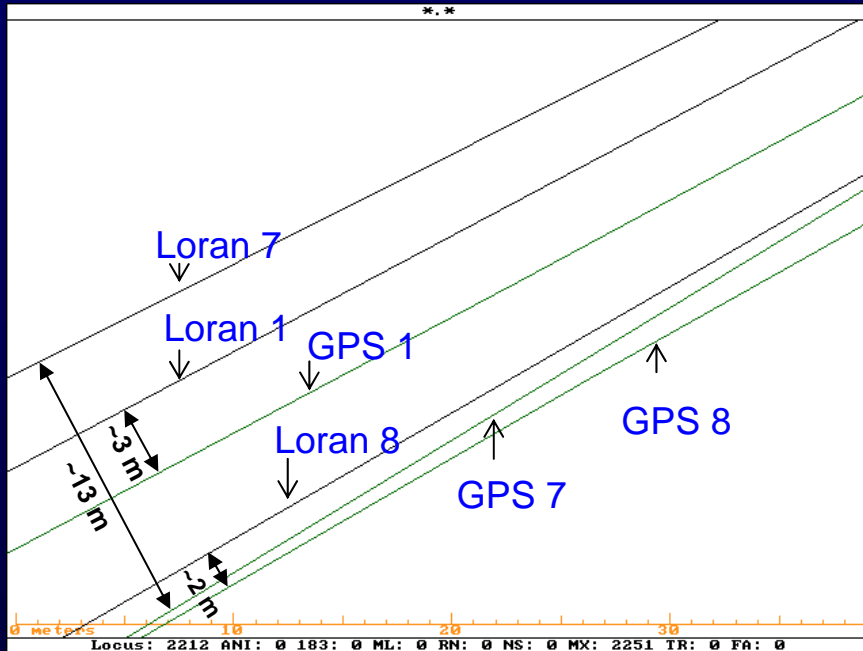 *.*
Loran 7
Loran 1
GPS 1
Loran 8
GPS 8
GPS 7
~3 m
~13 m
~2 m
0 meters 10 20 30
Locus: 2212 ANI: 0 183: 0 ML: 0 RN: 0 NS: 0 MX: 2251 TR: 0 FA: 0